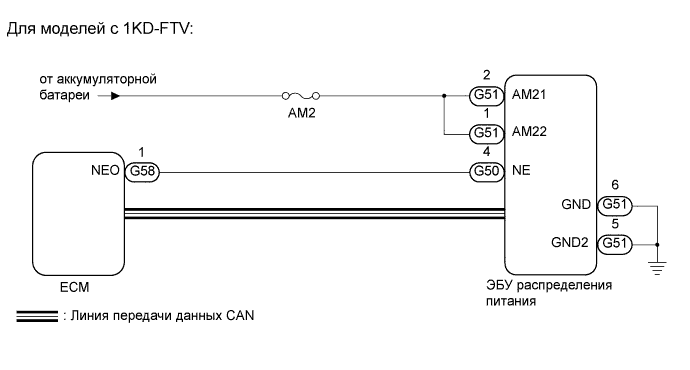 Для моделей с 1KD-FTV:
от аккумуляторной
батареи
AM2
2
G51
AM21
1
G51
AM22
NEO
1
G58
4
G50
NE
6
GND
G51
5
GND2
G51
ECM
ЭБУ распределения
питания
: Линия передачи данных CAN